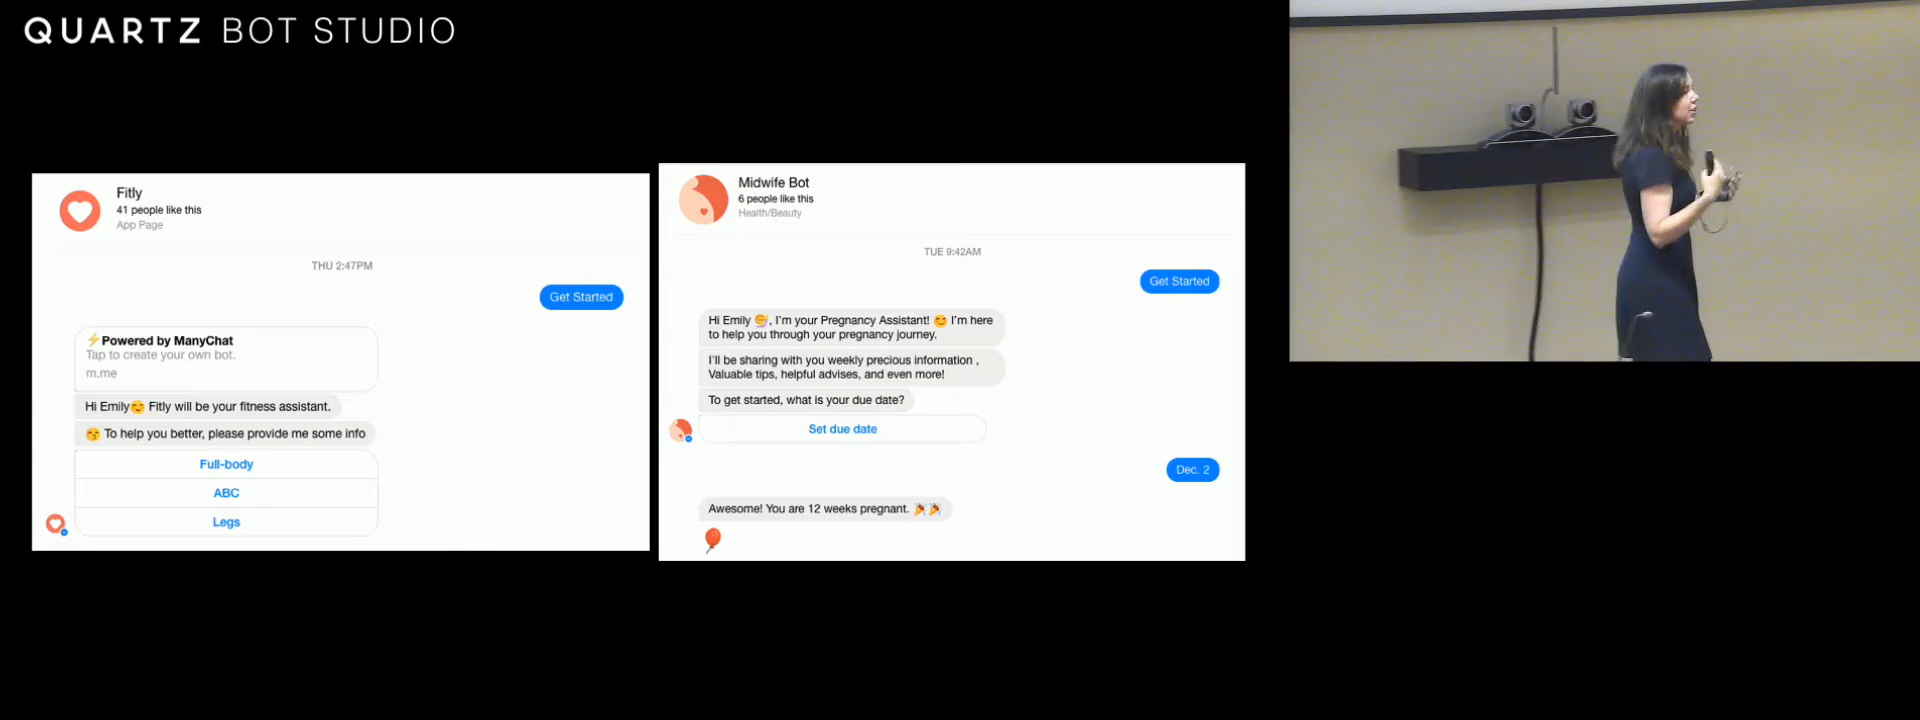 QUARTZ BOT STUDIO
Fitly
41 people like this
App Page
THU 2:47PM
Get Started
⚡Powered by ManyChat
Tap to create your own bot.
m.me
Hi Emily😊 Fitly will be your fitness assistant.
😚 To help you better, please provide me some info
Full-body
ABC
Legs
Midwife Bot
6 people like this
Health/Beauty
TUE 9:42AM
Get Started
Hi Emily 👋, I'm your Pregnancy Assistant! 😊 I'm here
to help you through your pregnancy journey.
I'll be sharing with you weekly precious information ,
Valuable tips, helpful advises, and even more!
To get started, what is your due date?
Set due date
Dec. 2
Awesome! You are 12 weeks pregnant. 🎉🎉
🎈